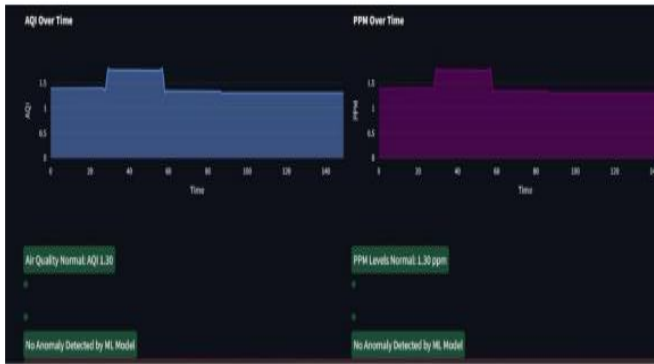 AQI Over Time
1.5
1
0.5
0
AQI
0 20 40 60 80 100 120 140
Time
PPM Over Time
1.5
1
0.5
0
PPM
0 20 40 60 80 100 120
Time
Air Quality Normal: AQI 1.30
PPM Levels Normal: 1.30 ppm
No Anomaly Detected by ML Model
No Anomaly Detected by ML Model